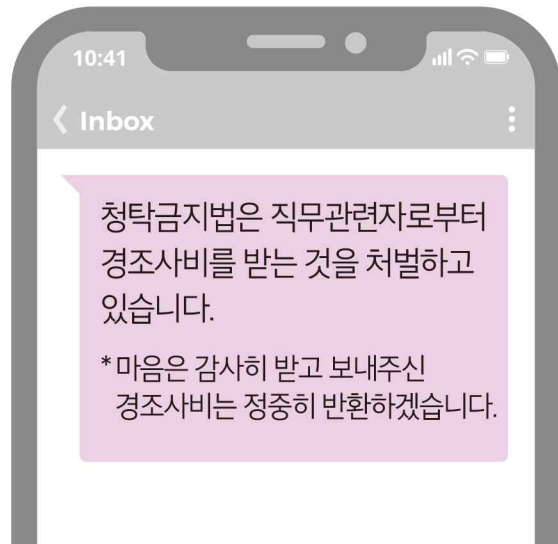 10:41
Inbox
청탁금지법은 직무관련자로부터
경조사비를 받는 것을 처벌하고
있습니다.
*마음은 감사히 받고 보내주신
경조사비는 정중히 반환하겠습니다.